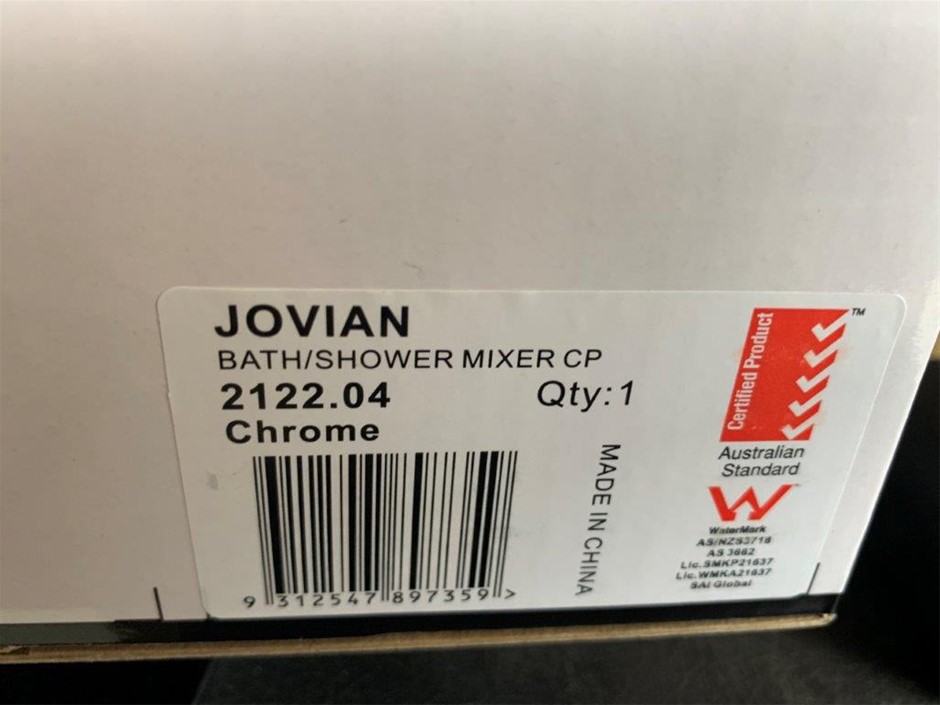 JOVIAN
BATH/SHOWER MIXER CP
2122.04
Qty:1
Chrome
9 312547 897359 >
MADE IN CHINA
Certified Product
TM
Australian
Standard
WaterMark
AS/NZS3718
AS 3662
Lic.SMKP21637
Lic.WMKA21637
SAI Global